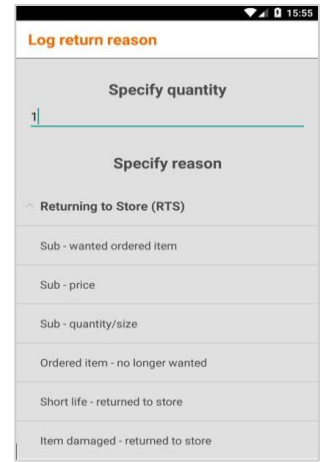 15:55
Log return reason
Specify quantity
1
Specify reason
Returning to Store (RTS)
Sub - wanted ordered item
Sub - price
Sub - quantity/size
Ordered item - no longer wanted
Short life - returned to store
Item damaged - returned to store